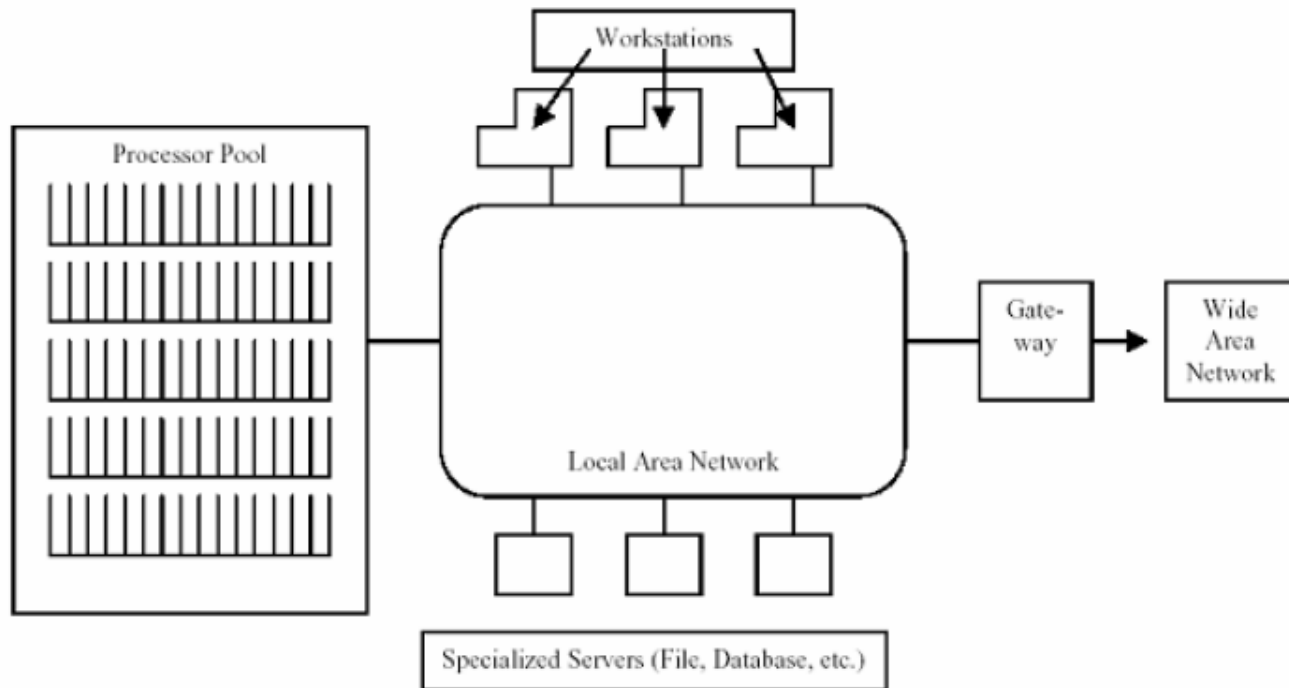 Workstations
Processor Pool
Gate-
way
Wide
Area
Network
Local Area Network
Specialized Servers (File, Database, etc.)